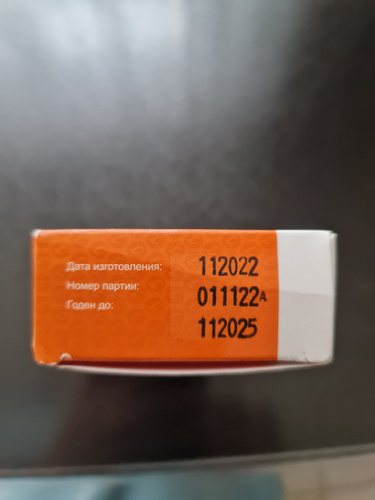 Дата изготовления: 112022
Номер партии: 011122A
Годен до: 112025